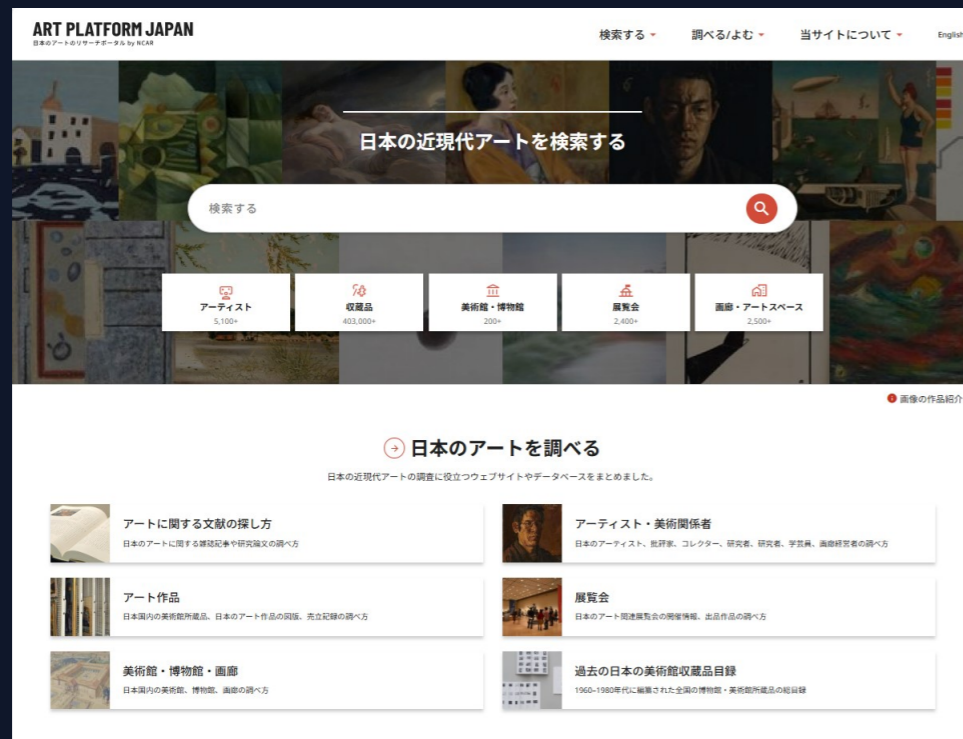 ART PLATFORM JAPAN
日本のアートのリサーチポータル by NCAR
検索する
調べる/よむ
当サイトについて
English
日本の近現代アートを検索する
検索する
アーティスト
5,100+
収蔵品
403,000+
美術館・博物館
200+
展覧会
2,400+
画廊・アートスペース
2,500+
画像の作品紹介
日本のアートを調べる
日本の近現代アートの調査に役立つウェブサイトやデータベースをまとめました。
アートに関する文献の探し方
日本のアートに関する雑誌記事や研究論文の調べ方
アーティスト・美術関係者
日本のアーティスト、批評家、コレクター、研究者、研究者、学芸員、画廊経営者の調べ方
アート作品
日本国内の美術館所蔵品、日本のアート作品の図版、売立記録の調べ方
展覧会
日本のアート関連展覧会の開催情報、出品作品の調べ方
美術館・博物館・画廊
日本国内の美術館、博物館、画廊の調べ方
過去の日本の美術館収蔵品目録
1960–1980年代に編纂された全国の博物館・美術館所蔵品の総目録